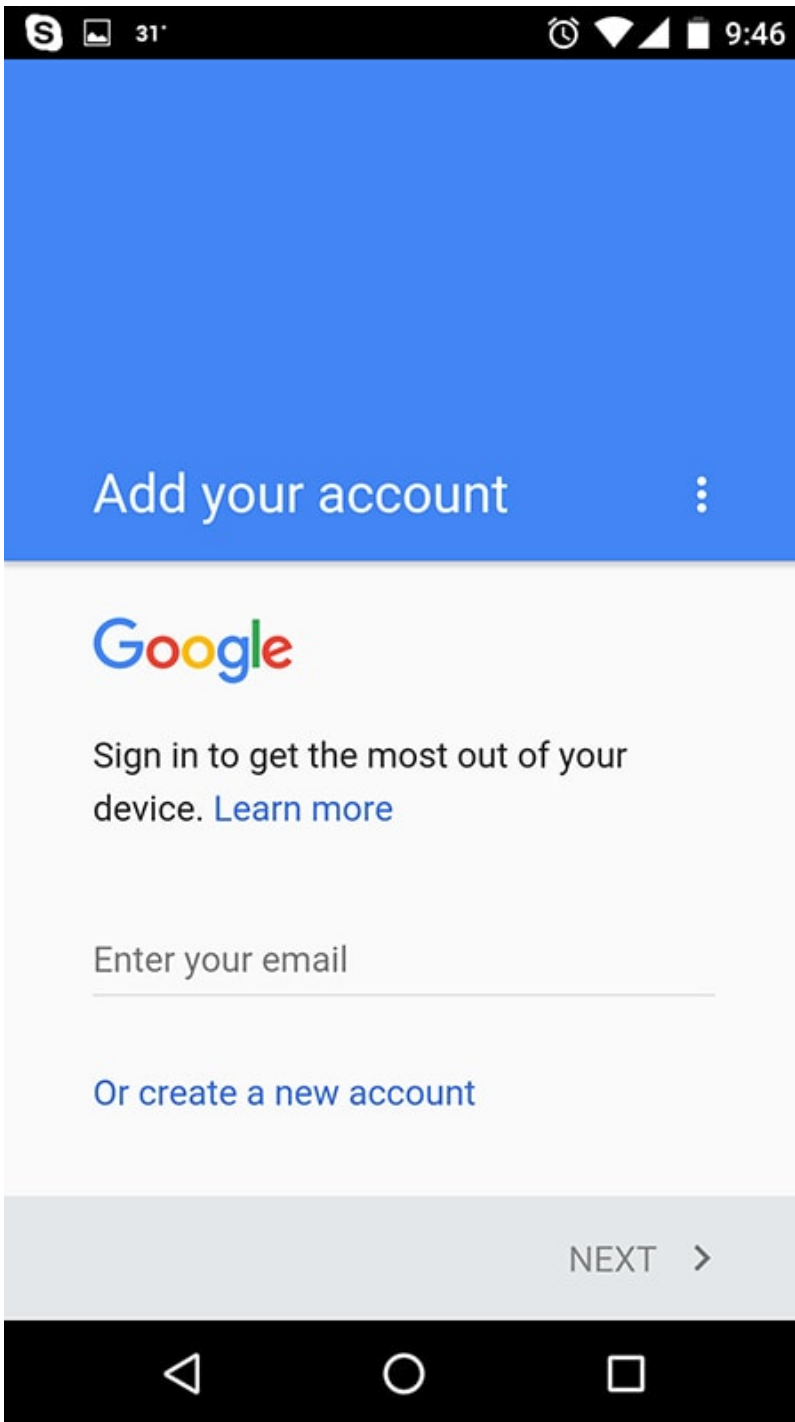 31°
9:46
Add your account
Google
Sign in to get the most out of your
device. Learn more
Enter your email
Or create a new account
NEXT